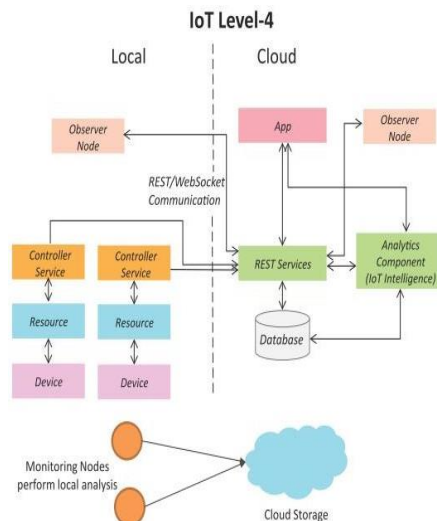 IoT Level-4
Local
Cloud
Observer
Node
App
Observer
Node
REST/WebSocket
Communication
Controller
Service
Controller
Service
REST Services
Analytics
Component
(IoT Intelligence)
Resource
Resource
Database
Device
Device
Monitoring Nodes
perform local analysis
Cloud Storage